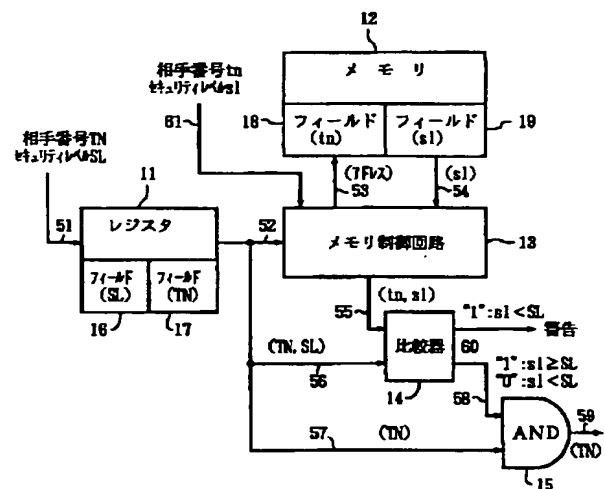 12
相手番号tn
セキュリティレベルsl
メモリ
61
18
フィールド
(tn)
フィールド
(sl)
19
相手番号TN
セキュリティレベルSL
(アドレス)
53
(sl)
54
11
51
レジスタ
52
メモリ制御回路
13
フィールド
(SL)
フィールド
(TN)
16
17
55
(tn,sl)
"1":sl<SL
警告
比較器
60
(TN,SL)
56
14
"1":sl≥SL
"0":sl<SL
58
57
(TN)
AND
59
(TN)
15